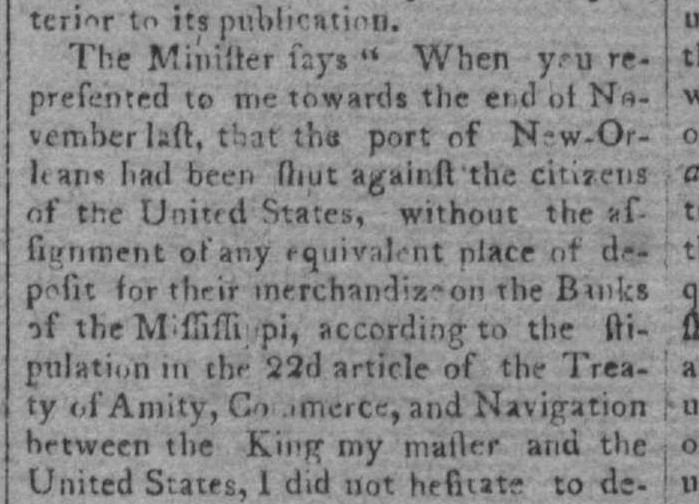 terior to its publication.
The Miniſter ſays “ When you re-
preſented to me towards the end of No-
vember laſt, that the port of New-Or-
leans had been ſhut againſt the citizens
of the United States, without the aſ-
ſignment of any equivalent place of de-
poſit for their merchandize on the Banks
of the Miſſiſſippi, according to the ſti-
pulation in the 22d article of the Trea-
ty of Amity, Commerce, and Navigation
between the King my maſter and the
United States, I did not heſitate to de-